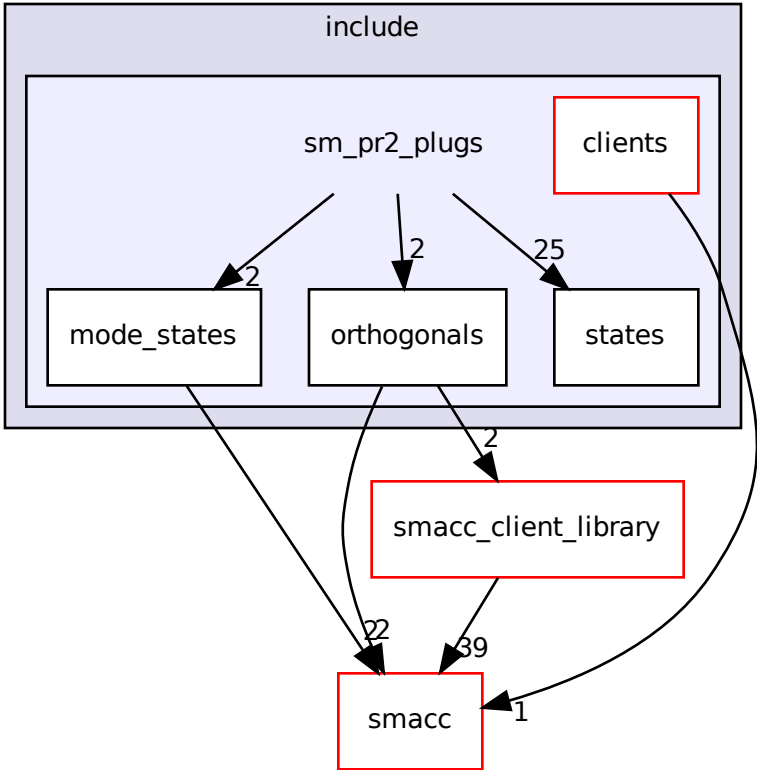 include
sm_pr2_plugs
clients
2
2
25
mode_states
orthogonals
states
2
smacc_client_library
2
2
39
smacc
1